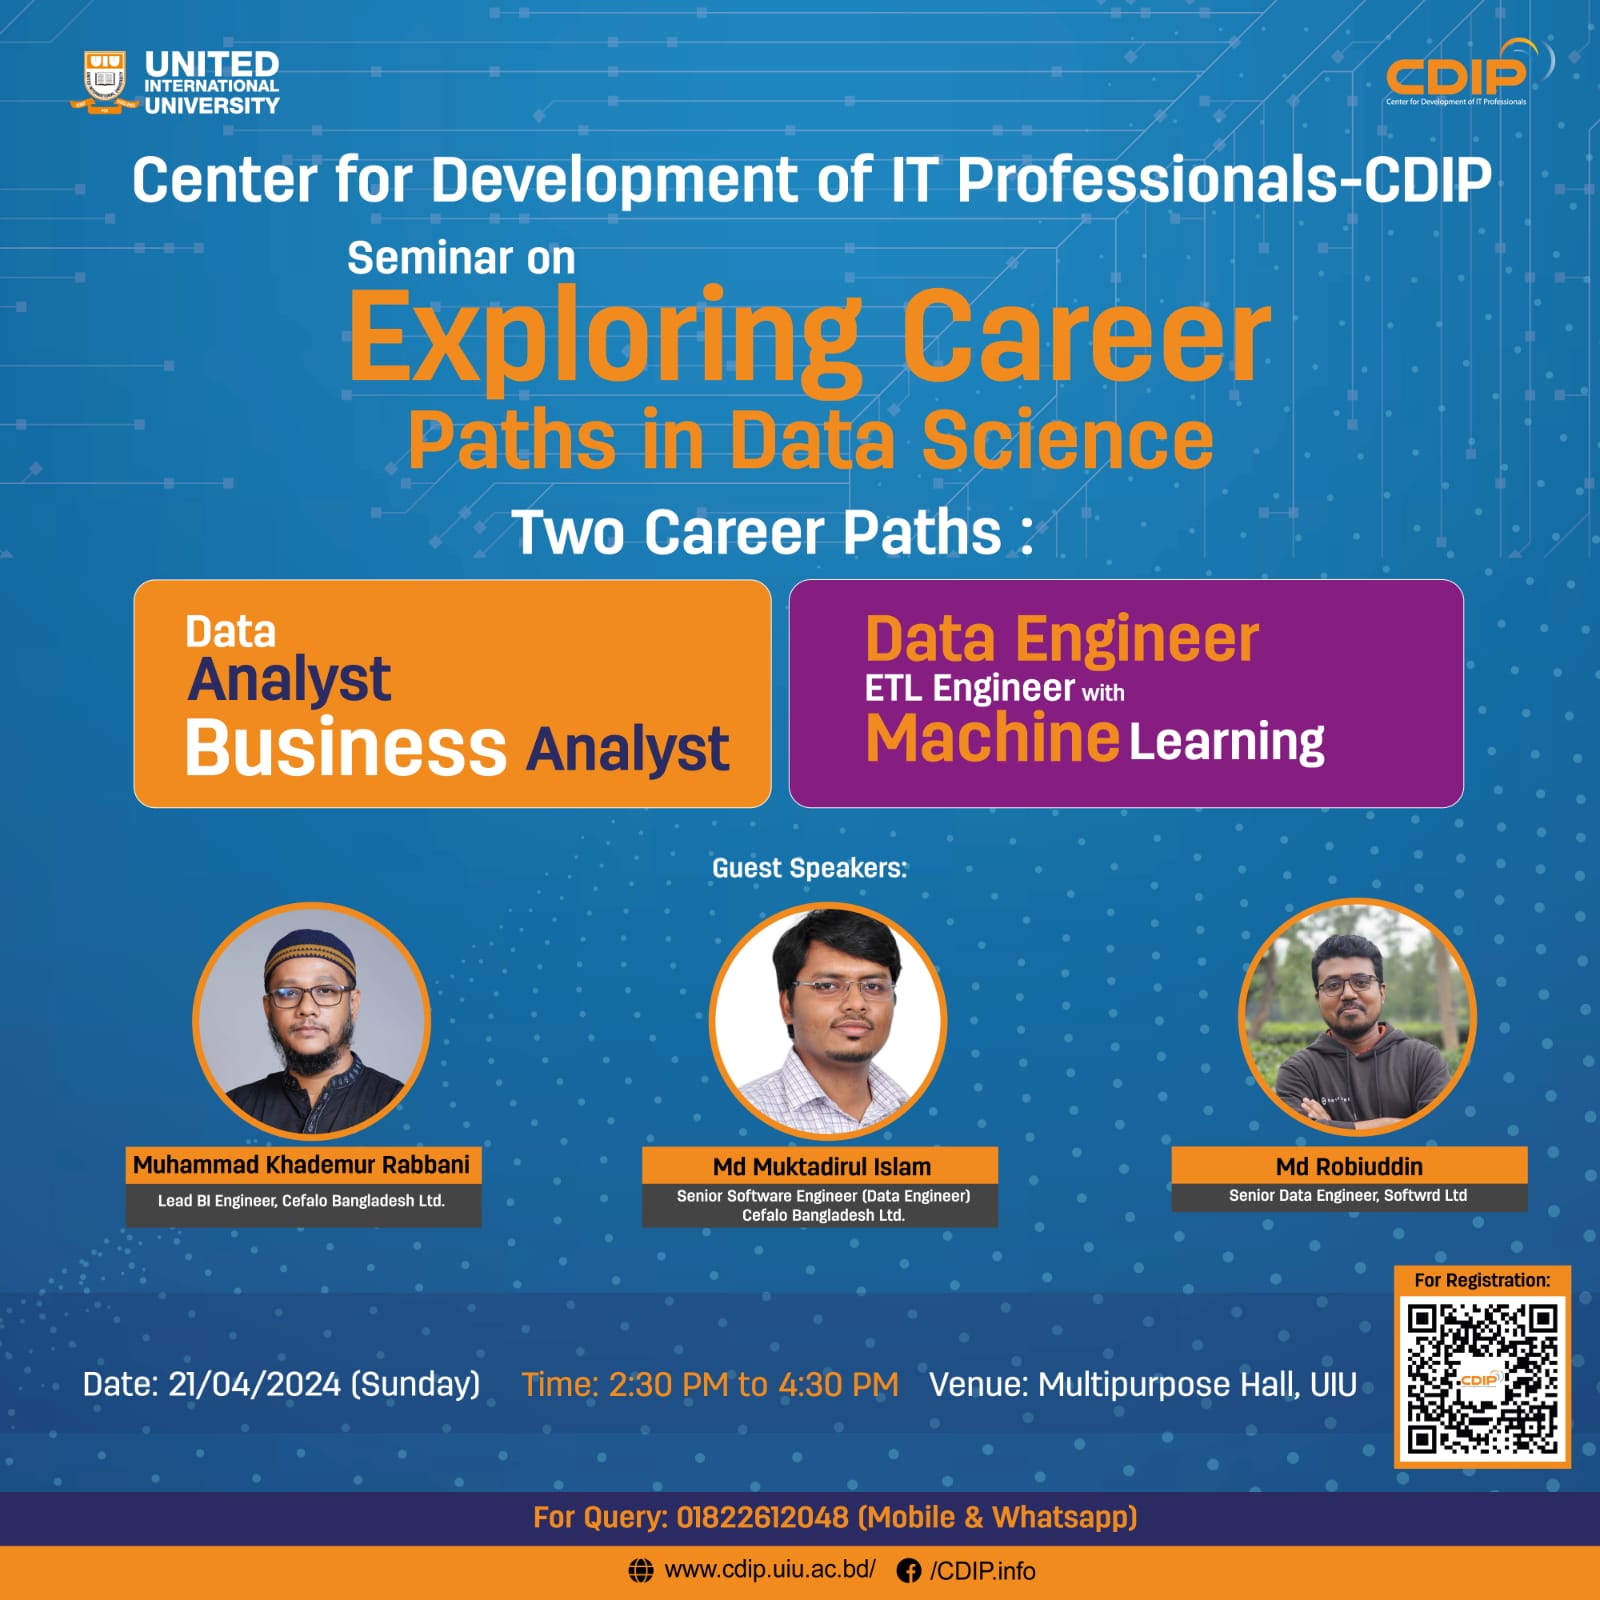 UIU
UNITED
INTERNATIONAL
UNIVERSITY
CDIP
Center for Development of IT Professionals
Center for Development of IT Professionals-CDIP
Seminar on
Exploring Career
Paths in Data Science
Two Career Paths :
Data
Analyst
Business Analyst
Data Engineer
ETL Engineer with
Machine Learning
Guest Speakers:
Muhammad Khademur Rabbani
Lead BI Engineer, Cefalo Bangladesh Ltd.
Md Muktadirul Islam
Senior Software Engineer (Data Engineer)
Cefalo Bangladesh Ltd.
Md Robiuddin
Senior Data Engineer, Softwrd Ltd
For Registration:
CDIP
Date: 21/04/2024 (Sunday) Time: 2:30 PM to 4:30 PM Venue: Multipurpose Hall, UIU
For Query: 01822612048 (Mobile & Whatsapp)
www.cdip.uiu.ac.bd/ /CDIP.info